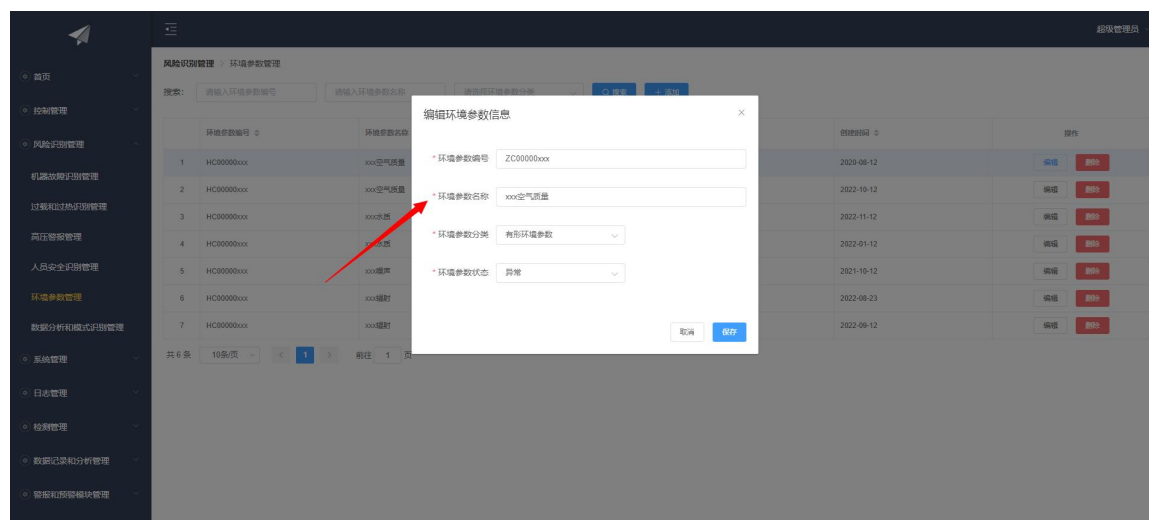 超级管理员
首页
控制管理
风险识别管理
机器故障识别管理
过载和过热识别管理
高压警报管理
人员安全识别管理
环境参数管理
数据分析和模式识别管理
系统管理
日志管理
检测管理
数据记录和分析管理
警报和预警模块管理
风险识别管理 > 环境参数管理
搜索： 请输入环境参数编号 请输入环境参数名称 请选择环境参数分类 搜索 + 添加
环境参数编号 环境参数名称 创建时间 操作
1 HC00000xxx xxx空气质量 2020-08-12 编辑 删除
2 HC00000xxx xxx空气质量 2022-10-12 编辑 删除
3 HC00000xxx xxx水质 2022-11-12 编辑 删除
4 HC00000xxx xxx水质 2022-01-12 编辑 删除
5 HC00000xxx xxx噪声 2021-10-12 编辑 删除
6 HC00000xxx xxx辐射 2022-08-23 编辑 删除
7 HC00000xxx xxx辐射 2022-09-12 编辑 删除
共 6 条 10条/页 < 1 > 前往 1 页
编辑环境参数信息 ×
* 环境参数编号 ZC00000xxx
* 环境参数名称 xxx空气质量
* 环境参数分类 有形环境参数
* 环境参数状态 异常
取消 保存